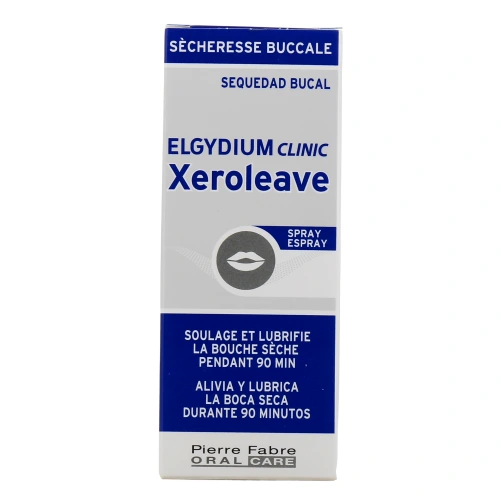 SÈCHERESSE BUCCALE
SEQUEDAD BUCAL
ELGYDIUM CLINIC
Xeroleave
SPRAY
ESPRAY
SOULAGE ET LUBRIFIE
LA BOUCHE SÈCHE
PENDANT 90 MIN
ALIVIA Y LUBRICA
LA BOCA SECA
DURANTE 90 MINUTOS
Pierre Fabre
ORAL CARE